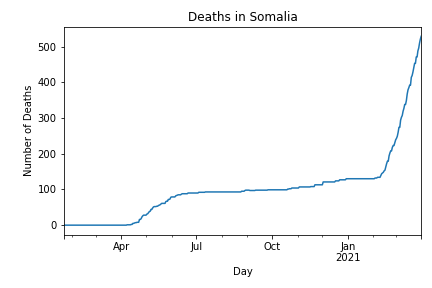 Deaths in Somalia
Number of Deaths
500
400
300
200
100
0
Apr
Jul
Oct
Jan
2021
Day